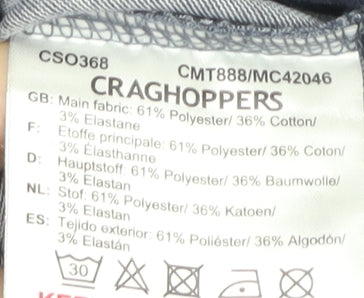 CSO368
CMT888/MC42046
CRAGHOPPERS
GB: Main fabric: 61% Polyester/ 36% Cotton/
3% Elastane
F: Etoffe principale: 61% Polyester/ 36% Coton/
3% Élasthanne
D: Hauptstoff 61% Polyester/ 36% Baumwolle/
3% Elastan
NL: Stof: 61% Polyester/ 36% Katoen/
3% Elastan
ES: Tejido exterior: 61% Poliéster/ 36% Algodón/
3% Elastán
30